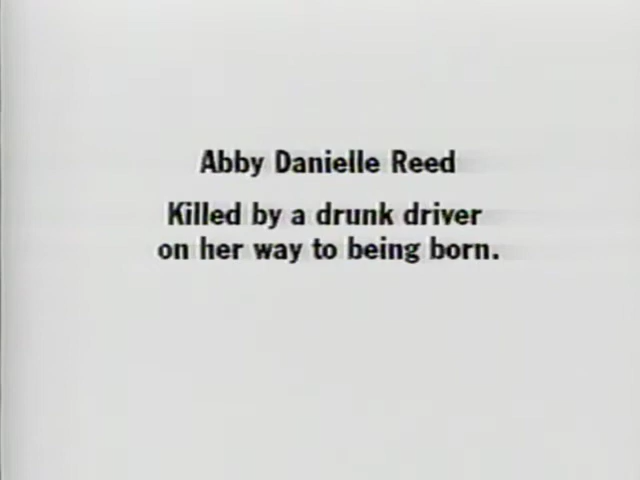 Abby Danielle Reed
Killed by a drunk driver
on her way to being born.